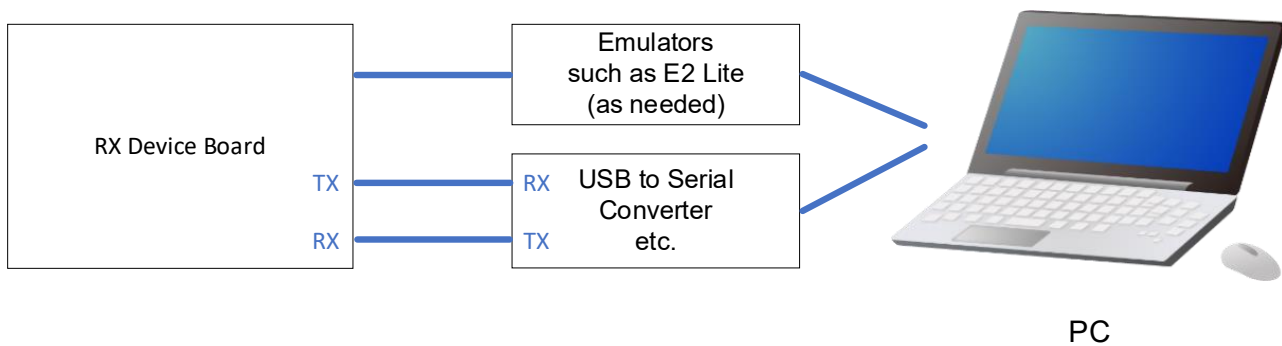 RX Device Board
TX
RX
Emulators
such as E2 Lite
(as needed)
RX
TX
USB to Serial
Converter
etc.
PC